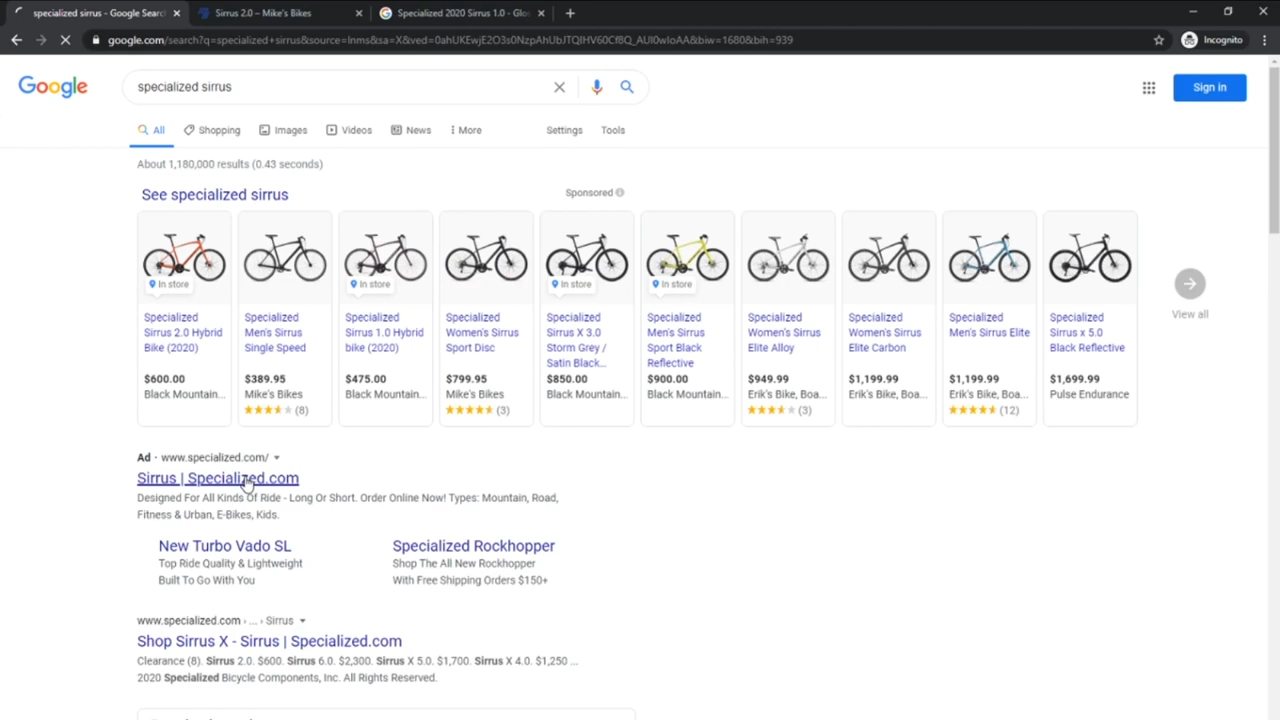 specialized sirrus - Google Searc
Sirrus 2.0 – Mike's Bikes
Specialized 2020 Sirrus 1.0 - Glo
google.com/search?q=specialized+sirrus&source=lnms&sa=X&ved=0ahUKEwjE2O3s0NzpAhUbJTQIHV60Cf8Q_AUI0wIoAA&biw=1680&bih=939
Incognito
Google
specialized sirrus
Sign in
All
Shopping
Images
Videos
News
More
Settings
Tools
About 1,180,000 results (0.43 seconds)
See specialized sirrus
Sponsored
In store
In store
In store
In store
Specialized
Sirrus 2.0 Hybrid
Bike (2020)
$600.00
Black Mountain...
Specialized
Men's Sirrus
Single Speed
$389.95
Mike's Bikes
(8)
Specialized
Sirrus 1.0 Hybrid
bike (2020)
$475.00
Black Mountain...
Specialized
Women's Sirrus
Sport Disc
$799.95
Mike's Bikes
(3)
Specialized
Sirrus X 3.0
Storm Grey /
Satin Black...
$850.00
Black Mountain...
Specialized
Men's Sirrus
Sport Black
Reflective
$900.00
Black Mountain...
Specialized
Women's Sirrus
Elite Alloy
$949.99
Erik's Bike, Boa...
(3)
Specialized
Women's Sirrus
Elite Carbon
$1,199.99
Erik's Bike, Boa...
Specialized
Men's Sirrus Elite
$1,199.99
Erik's Bike, Boa...
(12)
Specialized
Sirrus x 5.0
Black Reflective
$1,699.99
Pulse Endurance
View all
Ad · www.specialized.com/
Sirrus | Specialized.com
Designed For All Kinds Of Ride - Long Or Short. Order Online Now! Types: Mountain, Road,
Fitness & Urban, E-Bikes, Kids.
New Turbo Vado SL
Top Ride Quality & Lightweight
Built To Go With You
Specialized Rockhopper
Shop The All New Rockhopper
With Free Shipping Orders $150+
www.specialized.com › ... › Sirrus
Shop Sirrus X - Sirrus | Specialized.com
Clearance (8). Sirrus 2.0. $600. Sirrus 6.0. $2,300. Sirrus X 5.0. $1,700. Sirrus X 4.0. $1,250 ...
2020 Specialized Bicycle Components, Inc. All Rights Reserved.